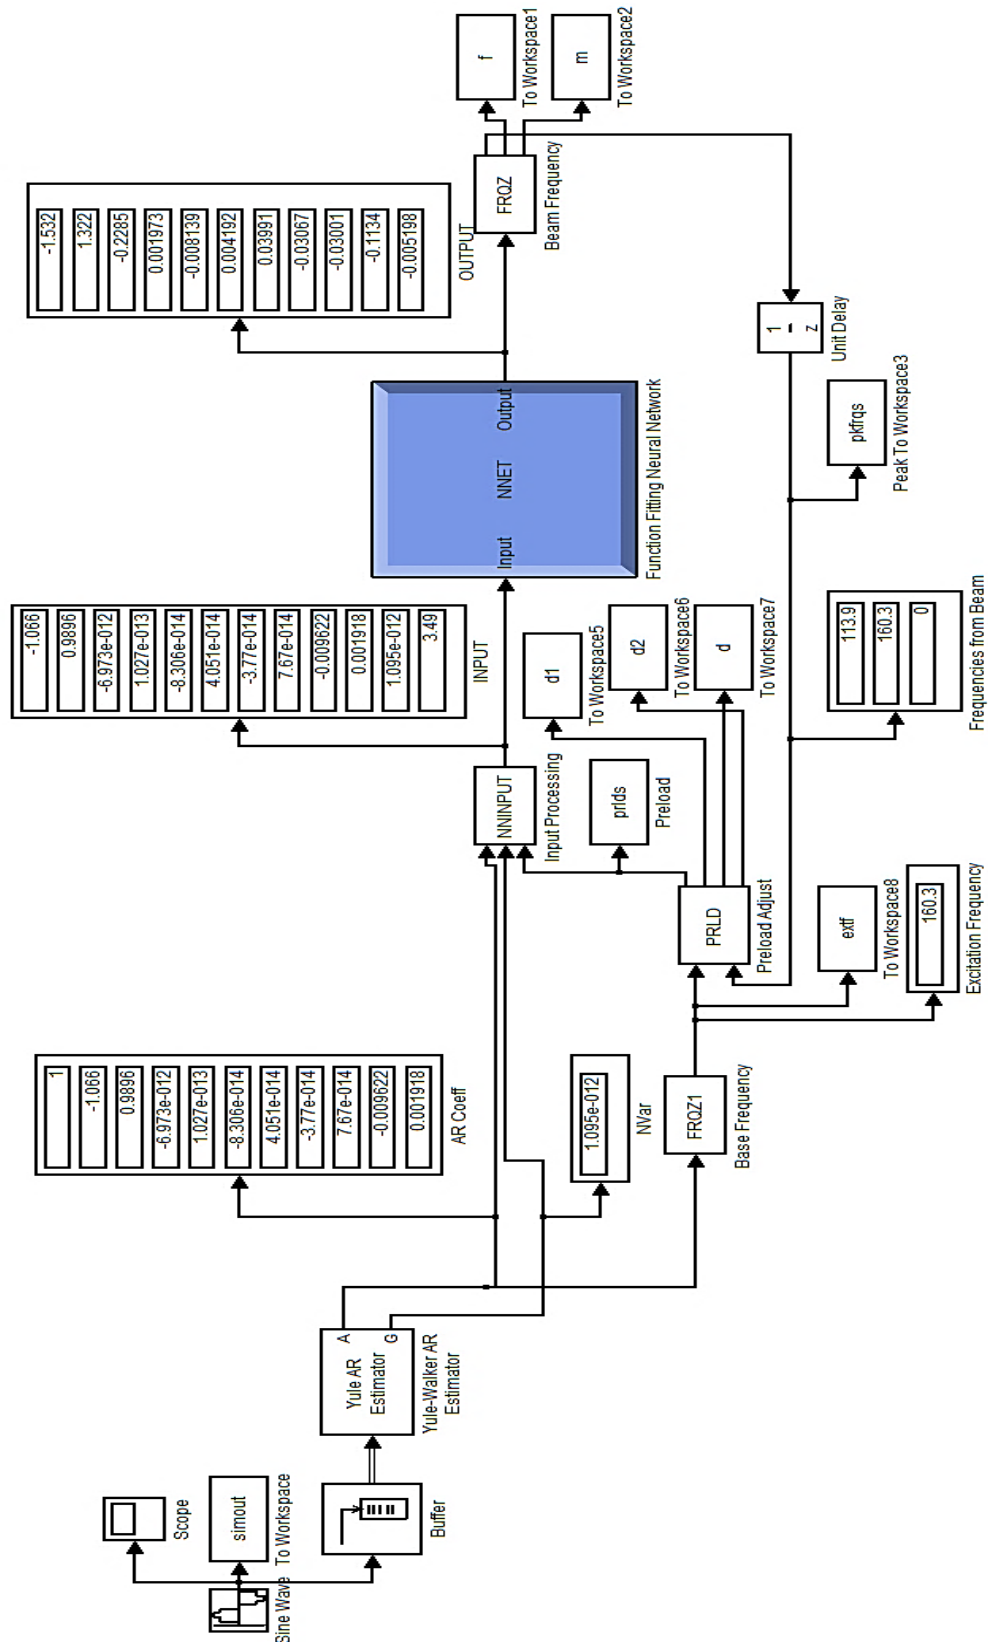 Sine Wave
simout
To Workspace
Scope
Buffer
Yule AR
Estimator
A
G
Yule-Walker AR
Estimator
1
-1.066
0.9896
-6.973e-012
1.027e-013
-8.306e-014
4.051e-014
-3.77e-014
7.67e-014
-0.009622
0.001918
AR Coeff
1.095e-012
NVar
FRQZ1
Base Frequency
extf
To Workspace8
160.3
Excitation Frequency
PRLD
Preload Adjust
prlds
Preload
NNINPUT
Input Processing
d1
To Workspace5
d2
To Workspace6
d
To Workspace7
-1.066
0.9896
-6.973e-012
1.027e-013
-8.306e-014
4.051e-014
-3.77e-014
7.67e-014
-0.009622
0.001918
1.095e-012
3.49
INPUT
Input NNET Output
Function Fitting Neural Network
113.9
160.3
0
Frequencies from Beam
pkfrqs
Peak To Workspace3
1
z
Unit Delay
-1.532
1.322
-0.2285
0.001973
-0.008139
0.004192
0.03991
-0.03067
-0.03001
-0.1134
-0.005198
OUTPUT
FRQZ
Beam Frequency
f
To Workspace1
m
To Workspace2